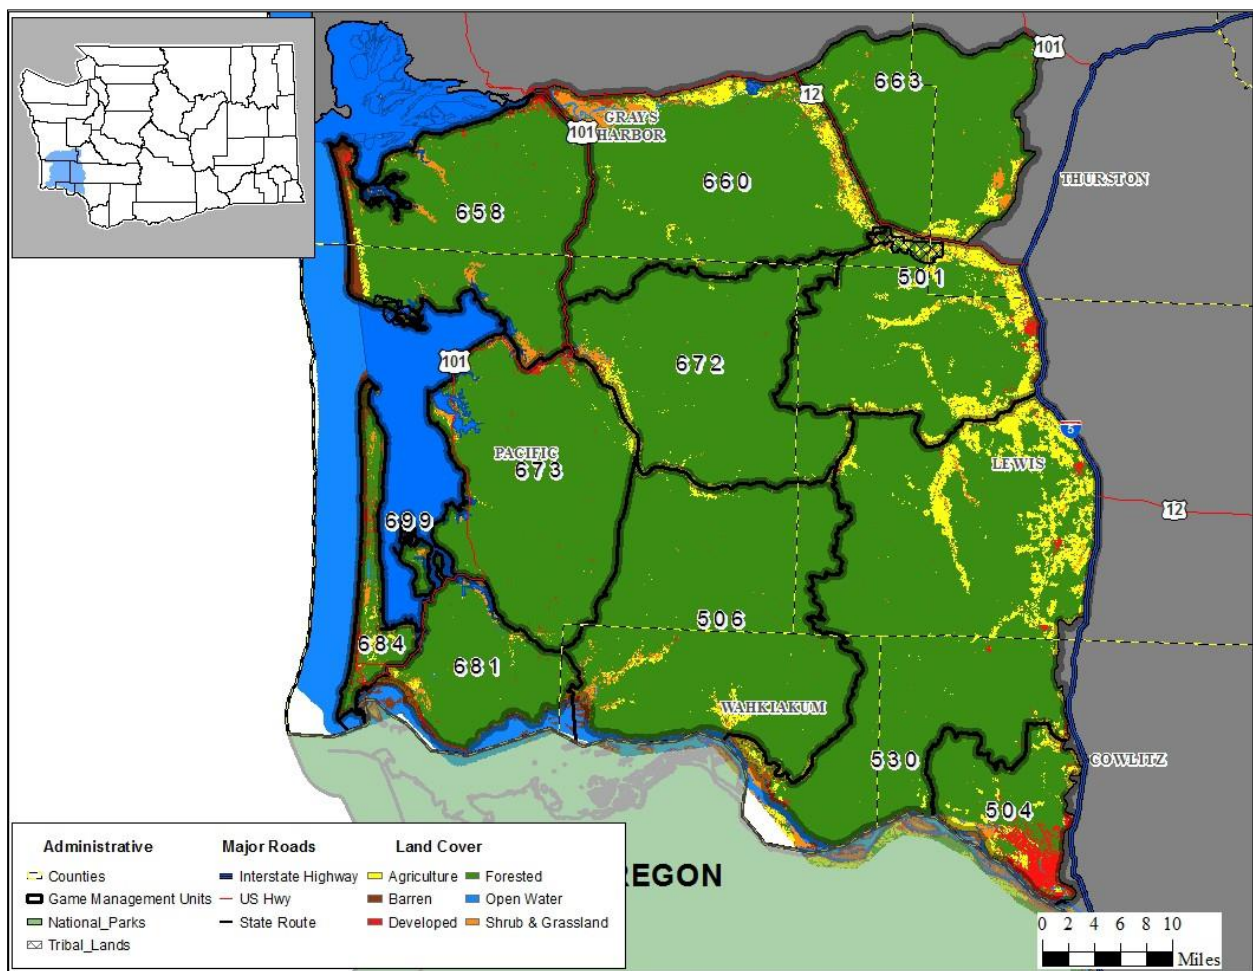 101
663
12
GRAYS
HARBOR
101
THURSTON
660
658
501
672
101
5
PACIFIC
LEWIS
673
12
699
506
684
681
WAHKIAKUM
530
COWLITZ
504
REGON
Administrative
Counties
Game Management Units
National_Parks
Tribal_Lands
Major Roads
Interstate Highway
US Hwy
State Route
Land Cover
Agriculture
Barren
Developed
Forested
Open Water
Shrub & Grassland
0 2 4 6 8 10
Miles